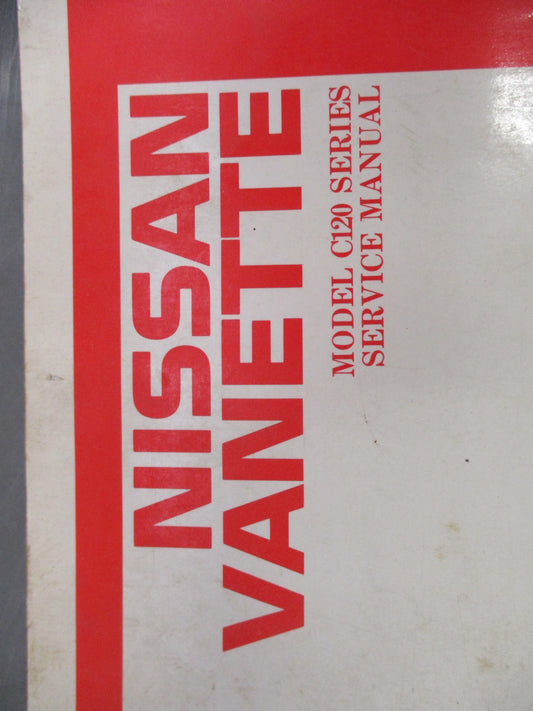 NISSAN
VANETTE
MODEL C120 SERIES
SERVICE MANUAL